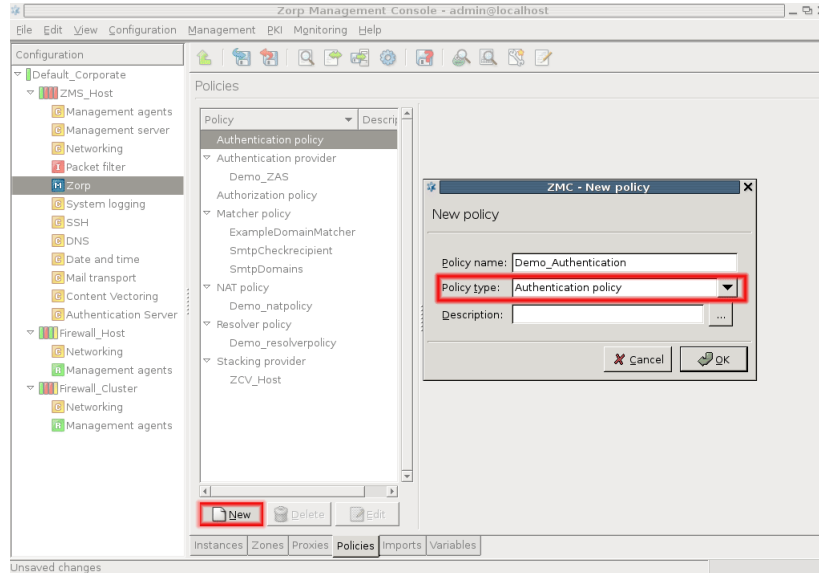 Zorp Management Console - admin@localhost
File Edit View Configuration Management PKI Monitoring Help
Configuration
Default_Corporate
ZMS_Host
Management agents
Management server
Networking
Packet filter
Zorp
System logging
SSH
DNS
Date and time
Mail transport
Content Vectoring
Authentication Server
Firewall_Host
Networking
Management agents
Firewall_Cluster
Networking
Management agents
Policies
Policy Descrip
Authentication policy
Authentication provider
Demo_ZAS
Authorization policy
Matcher policy
ExampleDomainMatcher
SmtpCheckrecipient
SmtpDomains
NAT policy
Demo_natpolicy
Resolver policy
Demo_resolverpolicy
Stacking provider
ZCV_Host
New Delete Edit
Instances Zones Proxies Policies Imports Variables
ZMC - New policy
New policy
Policy name: Demo_Authentication
Policy type: Authentication policy
Description: ...
Cancel OK
Unsaved changes